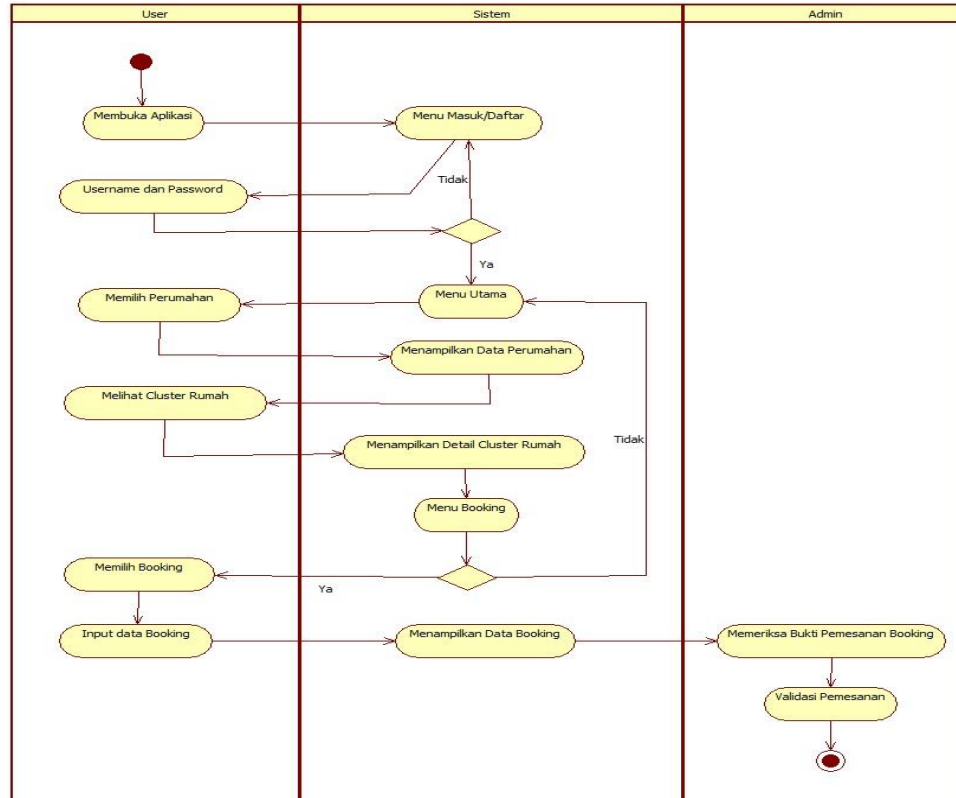 User
Sistem
Admin
Membuka Aplikasi
Menu Masuk/Daftar
Tidak
Username dan Password
Ya
Memilih Perumahan
Menu Utama
Menampilkan Data Perumahan
Melihat Cluster Rumah
Menampilkan Detail Cluster Rumah
Tidak
Menu Booking
Memilih Booking
Ya
Input data Booking
Menampilkan Data Booking
Memeriksa Bukti Pemesanan Booking
Validasi Pemesanan